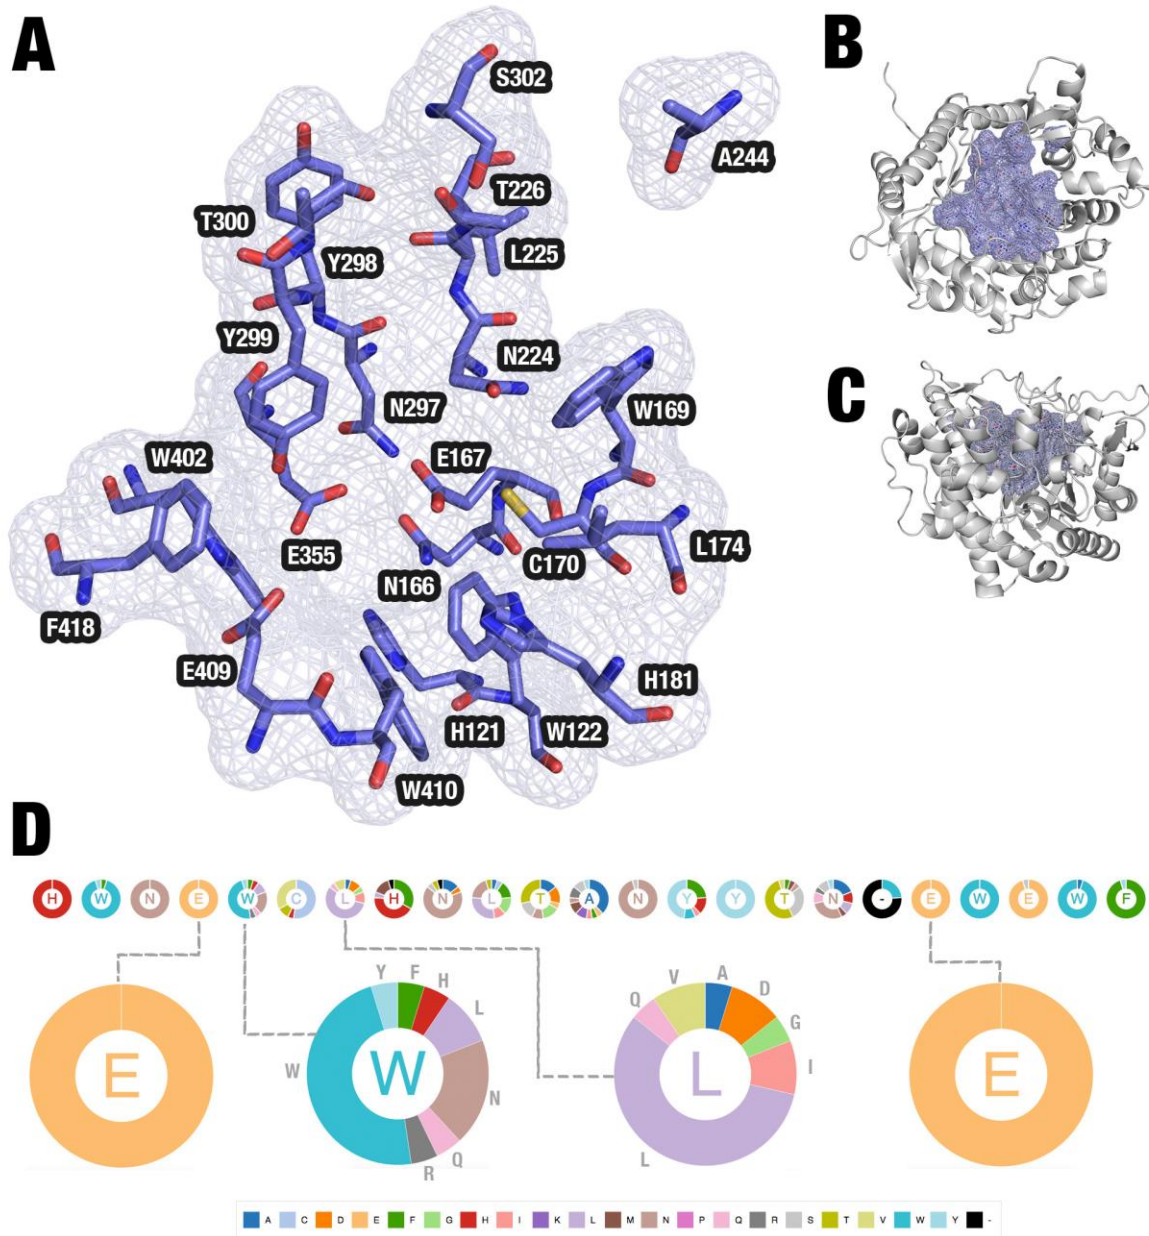 A
B
C
S302
A244
T226
T300
Y298
L225
Y299
N224
N297
W169
W402
E167
E355
C170
L174
N166
F418
E409
H181
H121
W122
W410
D
H W N E W C L H N L T A N Y Y T N - E W E W F
Y F H
V A
L
Q D
G
W E W L E I
N
R Q
L
A C D E F G H I K L M N P Q R S T V W Y -